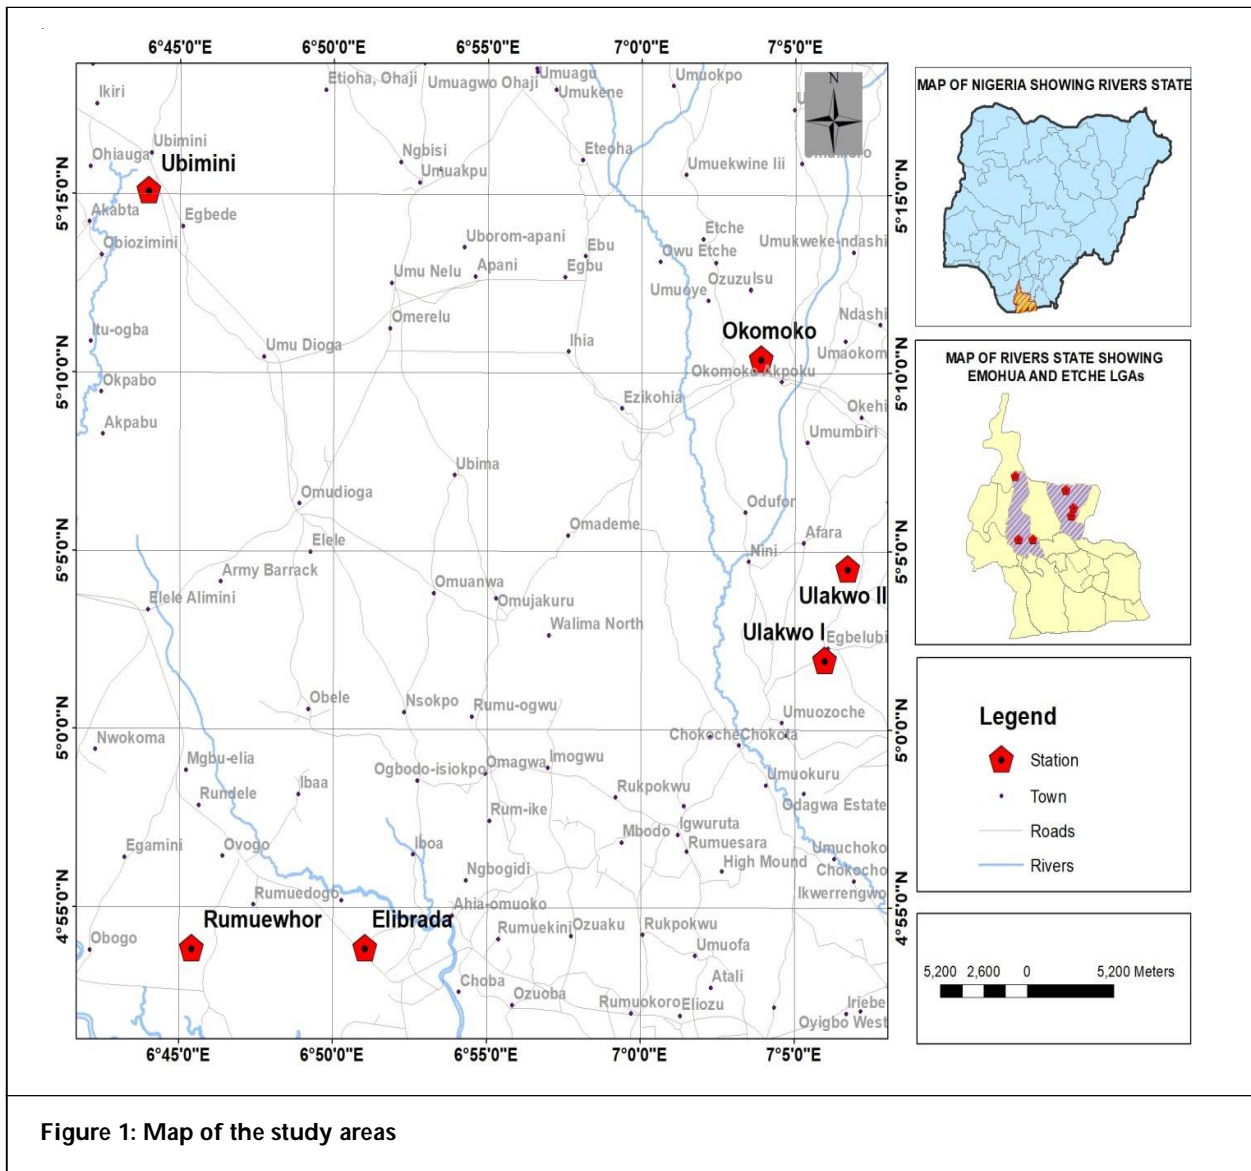 6°45'0"E 6°50'0"E 6°55'0"E 7°0'0"E 7°5'0"E
Etioha, Ohaji
Umuagwo Ohaji
Umuagu
Umukene
Umuokpo
N
Ikiri
Ubimini
Ohiauga
Ubimini
Ngbisi
Umuakpu
Eteoha
Umuekwine Iii
5°15'0"N
5°15'0"N
Akabta
Egbede
Obiozimini
Uborom-apani
Ebu
Etche
Owu Etche
Umukweke-ndashi
Umu Nelu
Apani
Egbu
Umuoye
Ozuzulsu
Omerelu
Okomoko
Ndashi
Itu-ogba
Umu Dioga
Ihia
Umaokom
5°10'0"N
5°10'0"N
Okpabo
Okomoko Akpoku
Ezikohia
Okehi
Akpabu
Umumbiri
Ubima
Omudioga
Odufor
Omademe
Afara
Elele
Nini
5°5'0"N
5°5'0"N
Army Barrack
Omuanwa
Elele Alimini
Omujakuru
Ulakwo II
Walima North
Ulakwo I
Egbelubi
Obele
Nsokpo
Rumu-ogwu
Umuozoche
5°0'0"N
5°0'0"N
Nwokoma
Chokoche
Chokota
Mgbu-elia
Ogbodo-isiokpo
Omagwa
Imogwu
Umuokuru
Rundele
Ibaa
Rukpokwu
Odagwa Estate
Rum-ike
Igwuruta
Mbodo
Egamini
Ovogo
Iboa
Rumuesara
Umuchoko
High Mound
Chokocho
Ngbogidi
Rumuedogo
Ikwerrengwo
4°55'0"N
4°55'0"N
Rumuewhor
Elibrada
Ahia-omuoko
Rumuekini
Ozuaku
Rukpokwu
Obogo
Umuofa
Choba
Atali
Ozuoba
Rumuokoro
Eliozu
Iriebe
Oyigbo West
6°45'0"E 6°50'0"E 6°55'0"E 7°0'0"E 7°5'0"E
MAP OF NIGERIA SHOWING RIVERS STATE
MAP OF RIVERS STATE SHOWING
EMOHUA AND ETCHE LGAs
Legend
Station
Town
Roads
Rivers
5,200 2,600 0 5,200 Meters
Figure 1: Map of the study areas